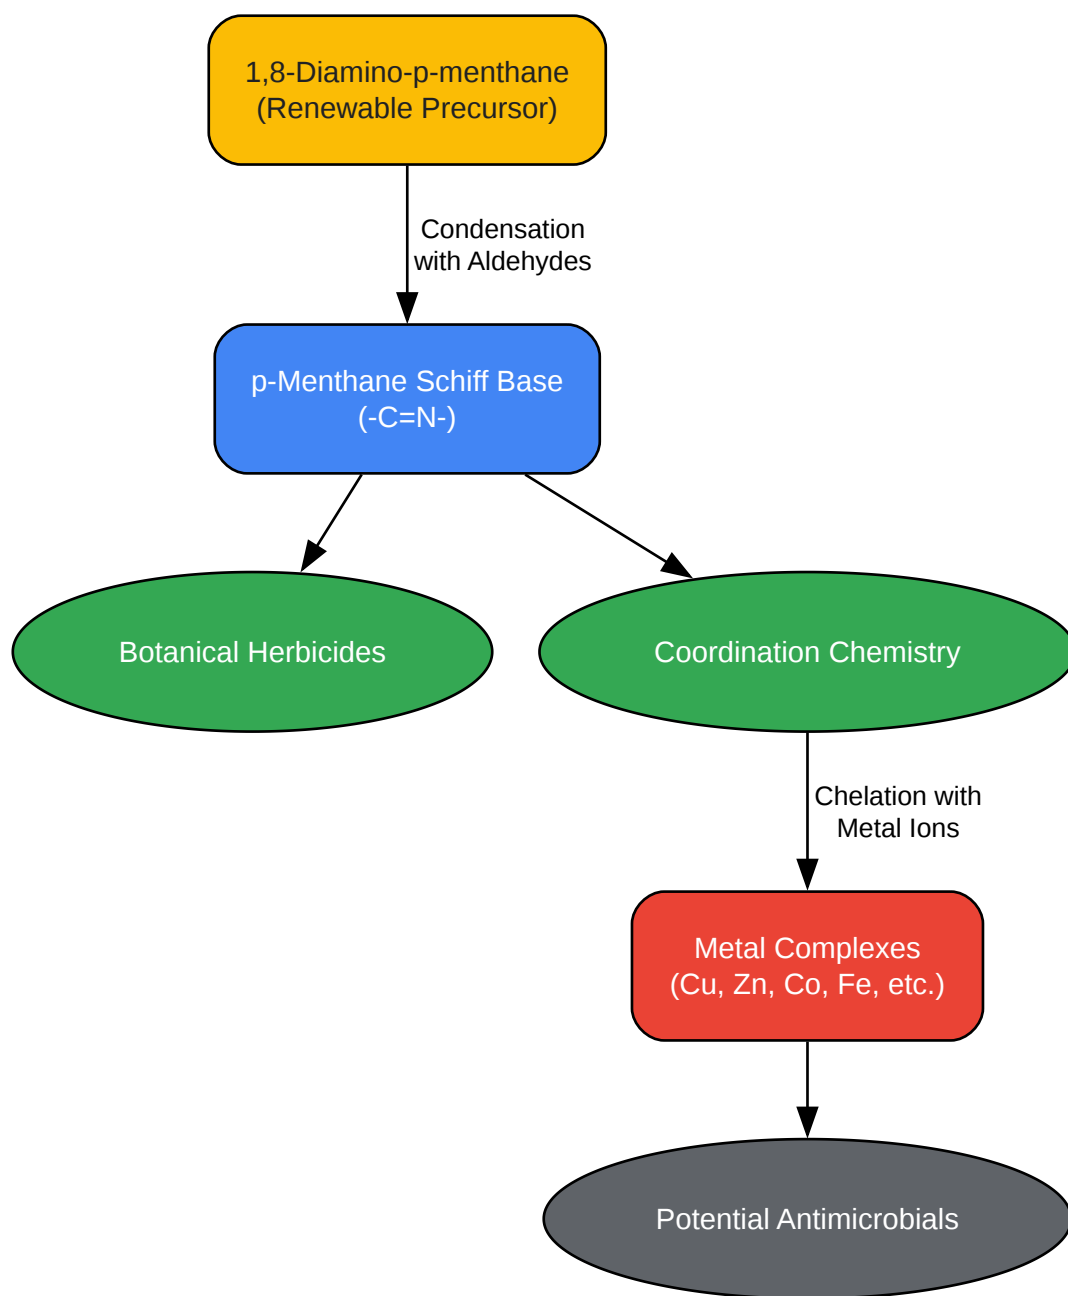 1,8-Diamino-p-menthane
(Renewable Precursor)
Condensation
with Aldehydes
p-Menthane Schiff Base
(-C=N-)
Botanical Herbicides
Coordination Chemistry
Chelation with
Metal Ions
Metal Complexes
(Cu, Zn, Co, Fe, etc.)
Potential Antimicrobials